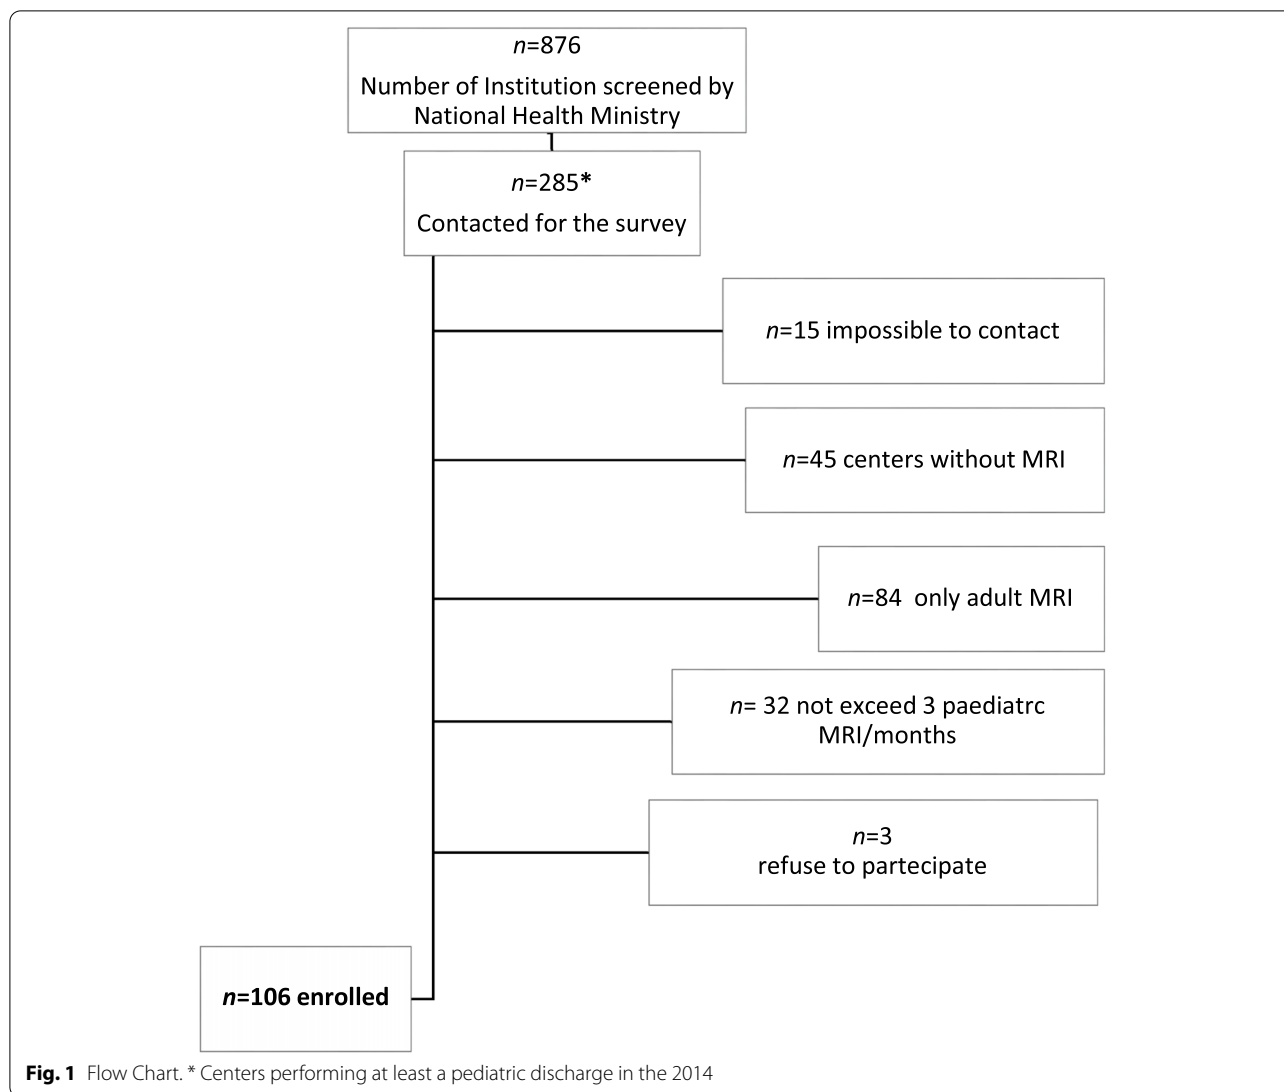 n=876
Number of Institution screened by
National Health Ministry
n=285*
Contacted for the survey
n=15 impossible to contact
n=45 centers without MRI
n=84  only adult MRI
n= 32 not exceed 3 paediatrc
MRI/months
n=3
refuse to partecipate
n=106 enrolled
Fig. 1 Flow Chart. * Centers performing at least a pediatric discharge in the 2014